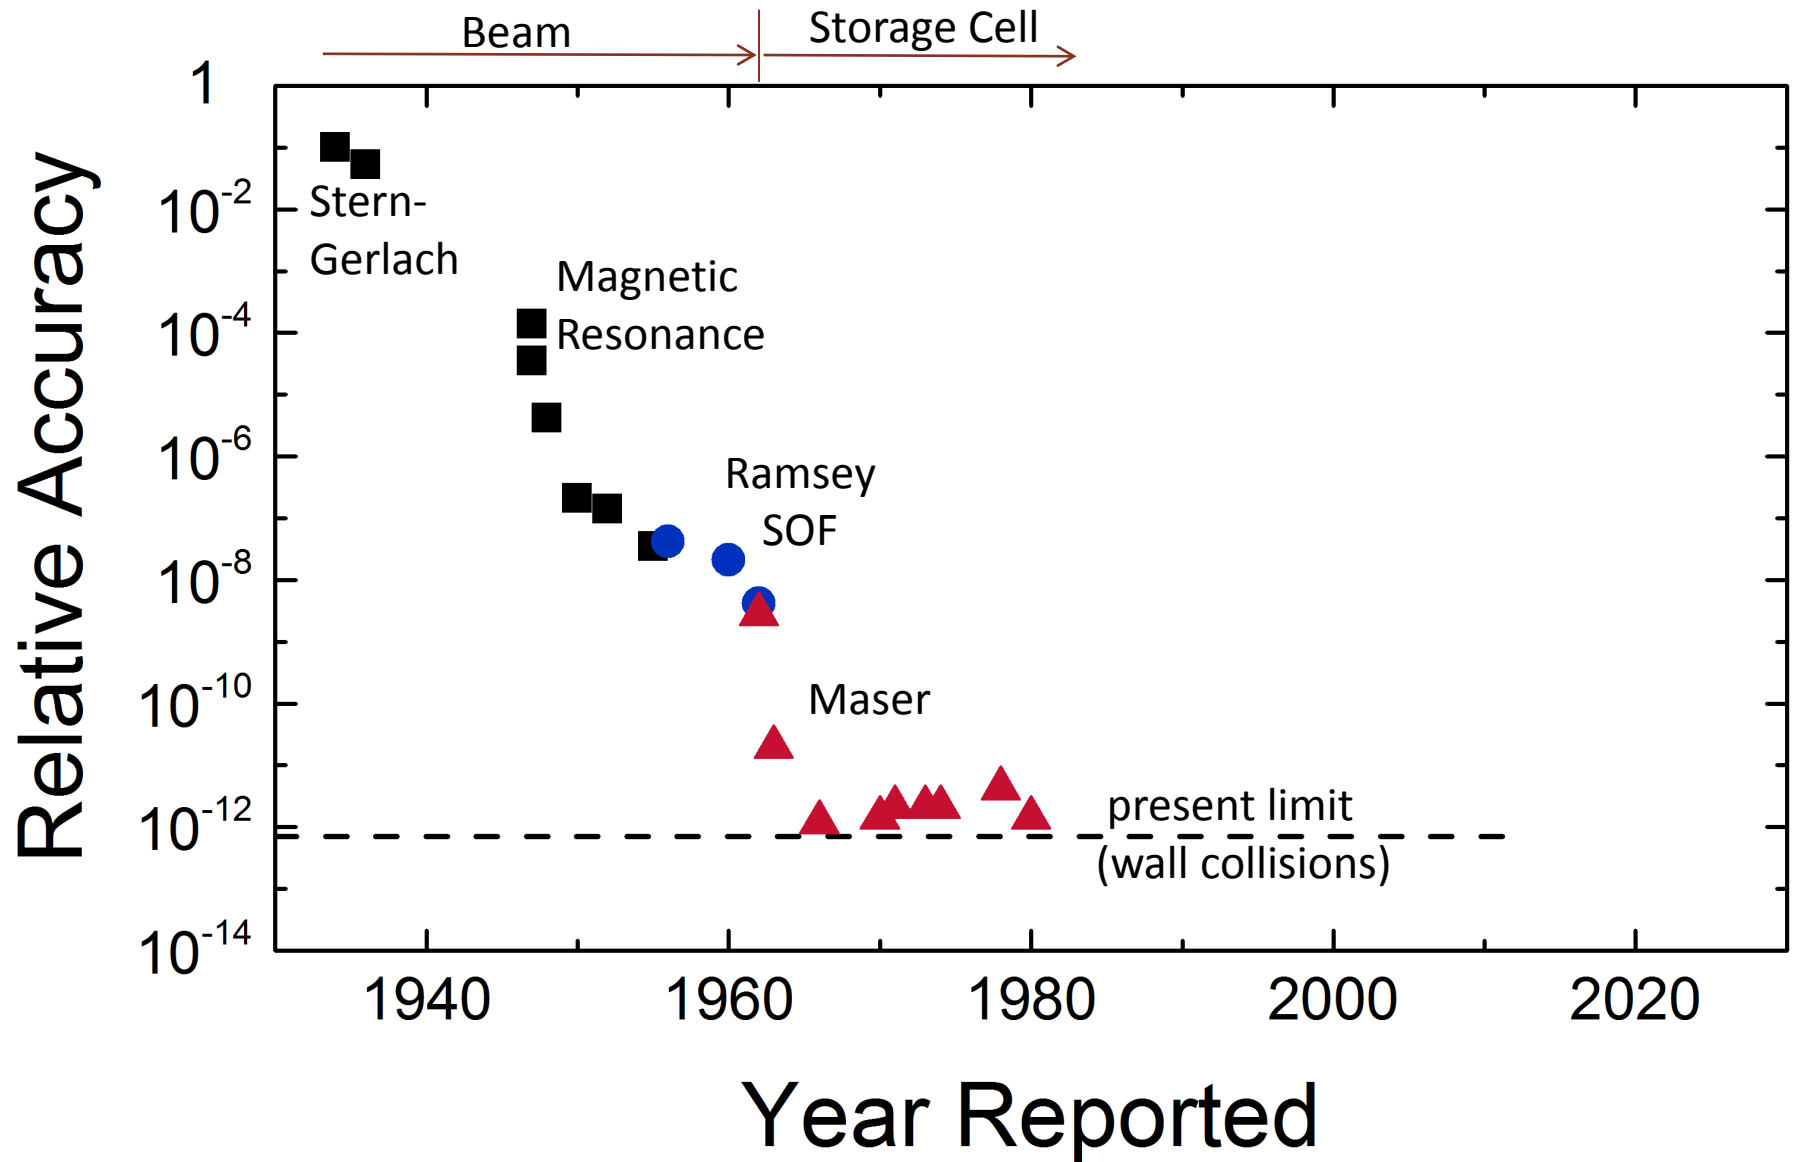 Beam
Storage Cell
1
10^-2
10^-4
10^-6
10^-8
10^-10
10^-12
10^-14
Relative Accuracy
Stern-
Gerlach
Magnetic
Resonance
Ramsey
SOF
Maser
present limit
(wall collisions)
1940 1960 1980 2000 2020
Year Reported